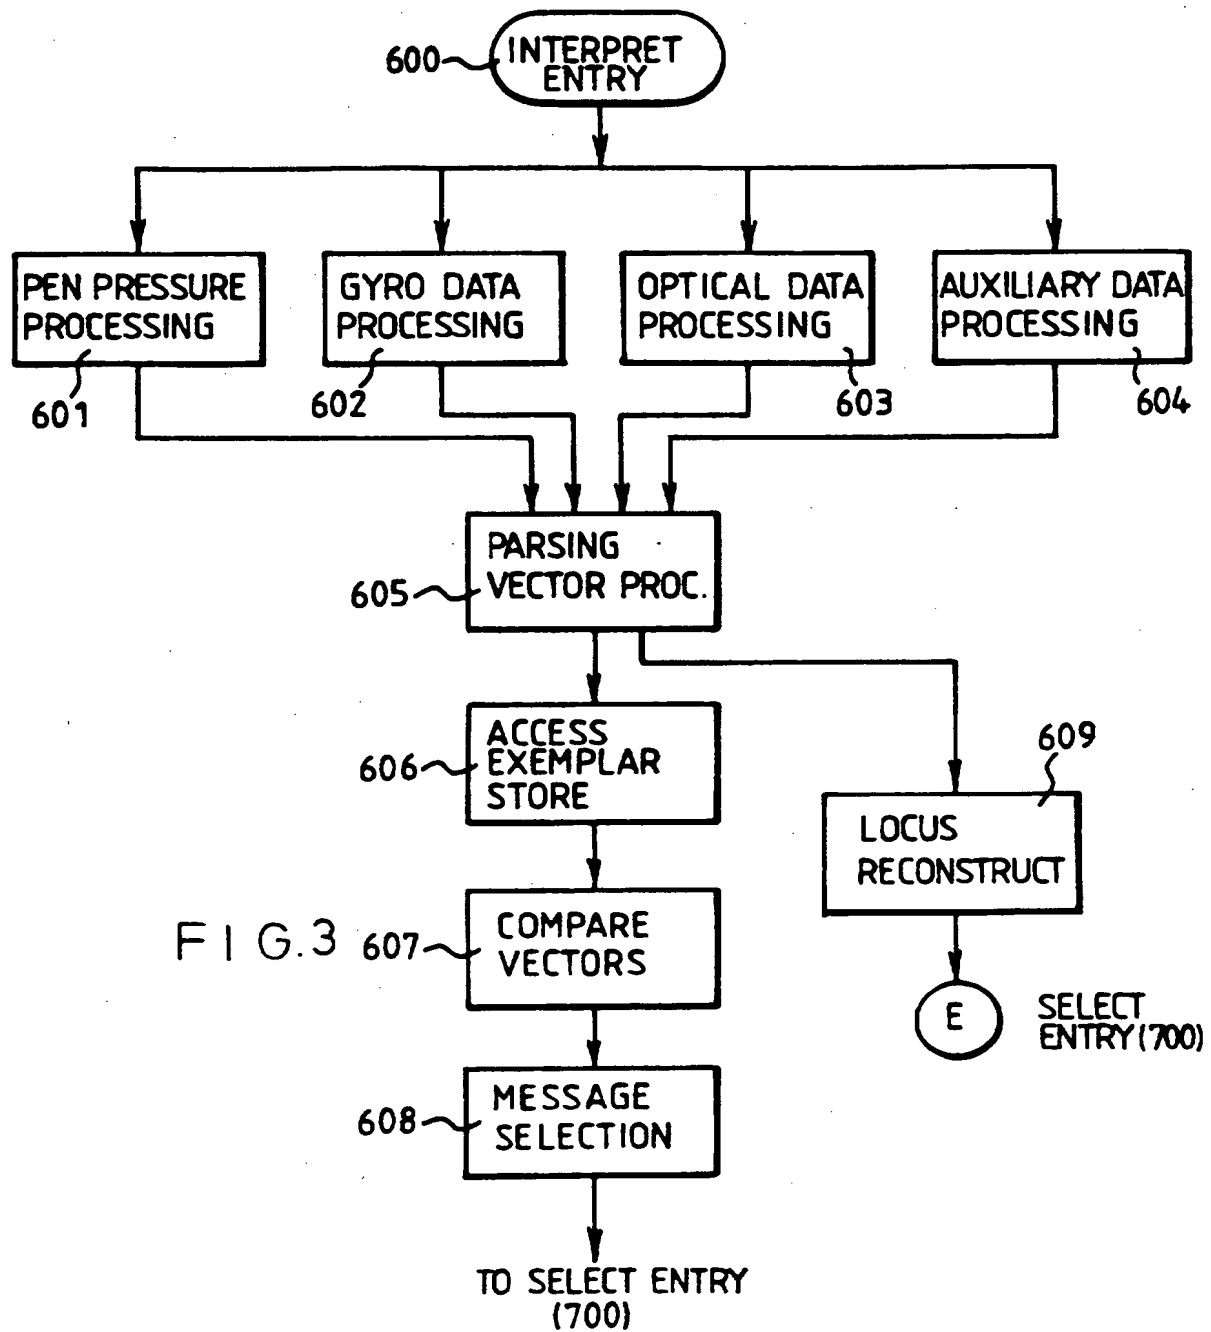 600
INTERPRET
ENTRY
PEN PRESSURE
PROCESSING
601
GYRO DATA
PROCESSING
602
OPTICAL DATA
PROCESSING
603
AUXILIARY DATA
PROCESSING
604
PARSING
VECTOR PROC.
605
ACCESS
EXEMPLAR
STORE
606
609
LOCUS
RECONSTRUCT
FIG.3
607
COMPARE
VECTORS
E
SELECT
ENTRY(700)
608
MESSAGE
SELECTION
TO SELECT ENTRY
(700)